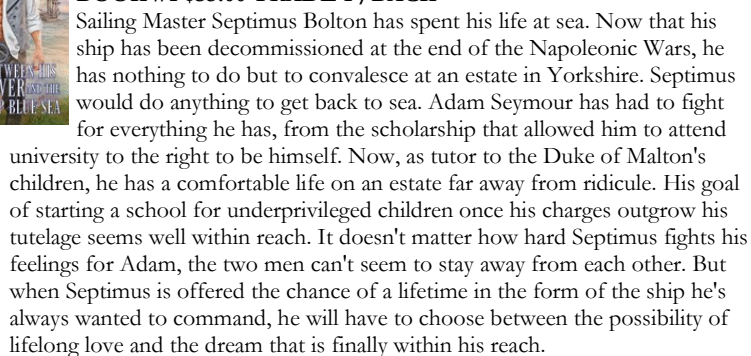 TWEEN HIS
VER AND THE
P BLUE SEA
Sailing Master Septimus Bolton has spent his life at sea. Now that his
ship has been decommissioned at the end of the Napoleonic Wars, he
has nothing to do but to convalesce at an estate in Yorkshire. Septimus
would do anything to get back to sea. Adam Seymour has had to fight
for everything he has, from the scholarship that allowed him to attend
university to the right to be himself. Now, as tutor to the Duke of Malton's
children, he has a comfortable life on an estate far away from ridicule. His goal
of starting a school for underprivileged children once his charges outgrow his
tutelage seems well within reach. It doesn't matter how hard Septimus fights his
feelings for Adam, the two men can't seem to stay away from each other. But
when Septimus is offered the chance of a lifetime in the form of the ship he's
always wanted to command, he will have to choose between the possibility of
lifelong love and the dream that is finally within his reach.